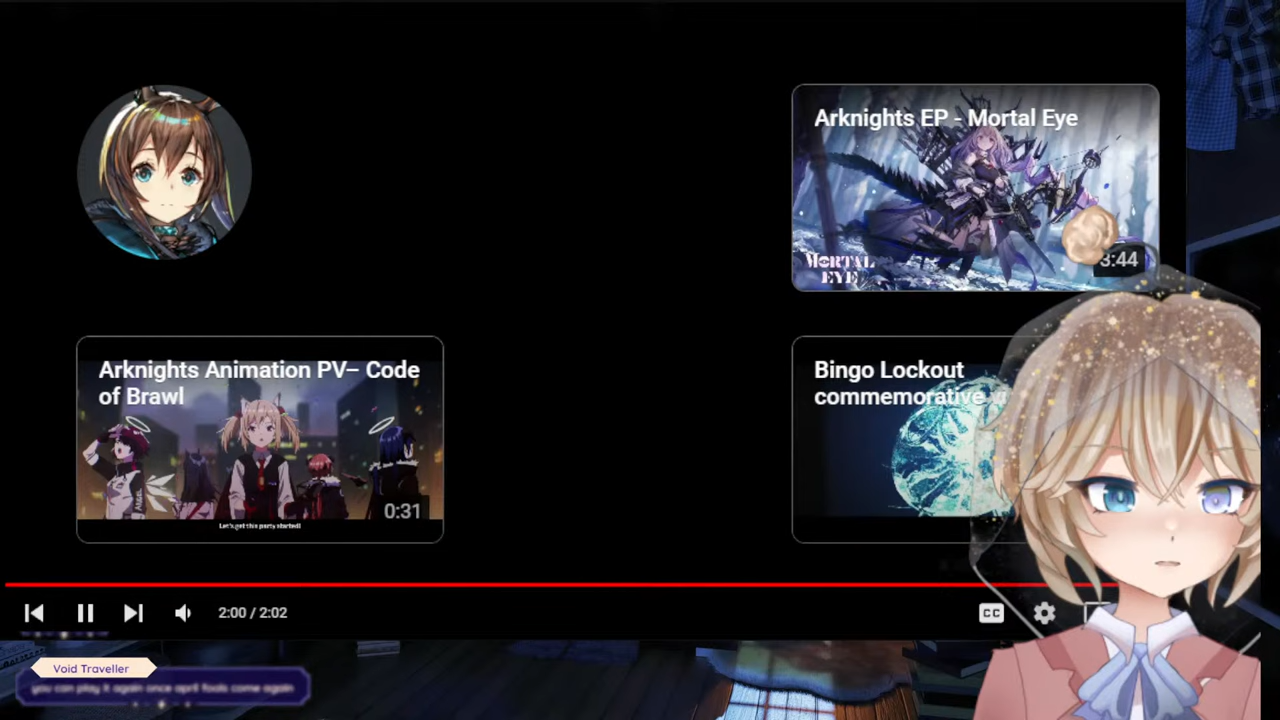 Arknights EP - Mortal Eye
MORTAL
EYE
3:44
Arknights Animation PV– Code
of Brawl
0:31
Let's get this party started!
Bingo Lockout
commemorative
2:00 / 2:02
CC
Void Traveller
you can play it again once april fools come again